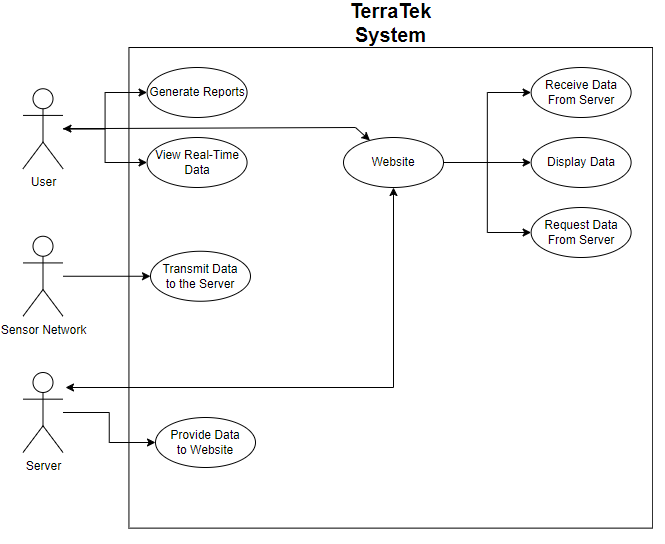 TerraTek
System
Generate Reports
User
View Real-Time
Data
Website
Receive Data
From Server
Display Data
Request Data
From Server
Sensor Network
Transmit Data
to the Server
Server
Provide Data
to Website